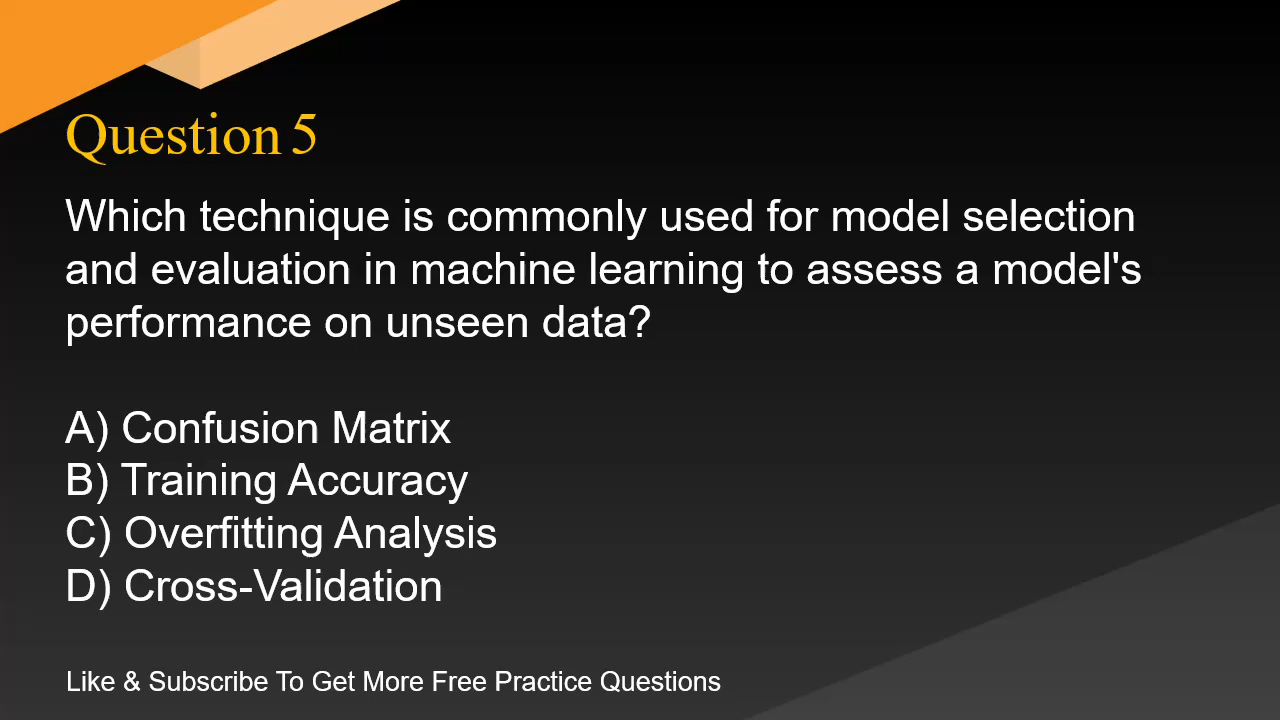 Question 5
Which technique is commonly used for model selection
and evaluation in machine learning to assess a model's
performance on unseen data?
A) Confusion Matrix
B) Training Accuracy
C) Overfitting Analysis
D) Cross-Validation
Like & Subscribe To Get More Free Practice Questions